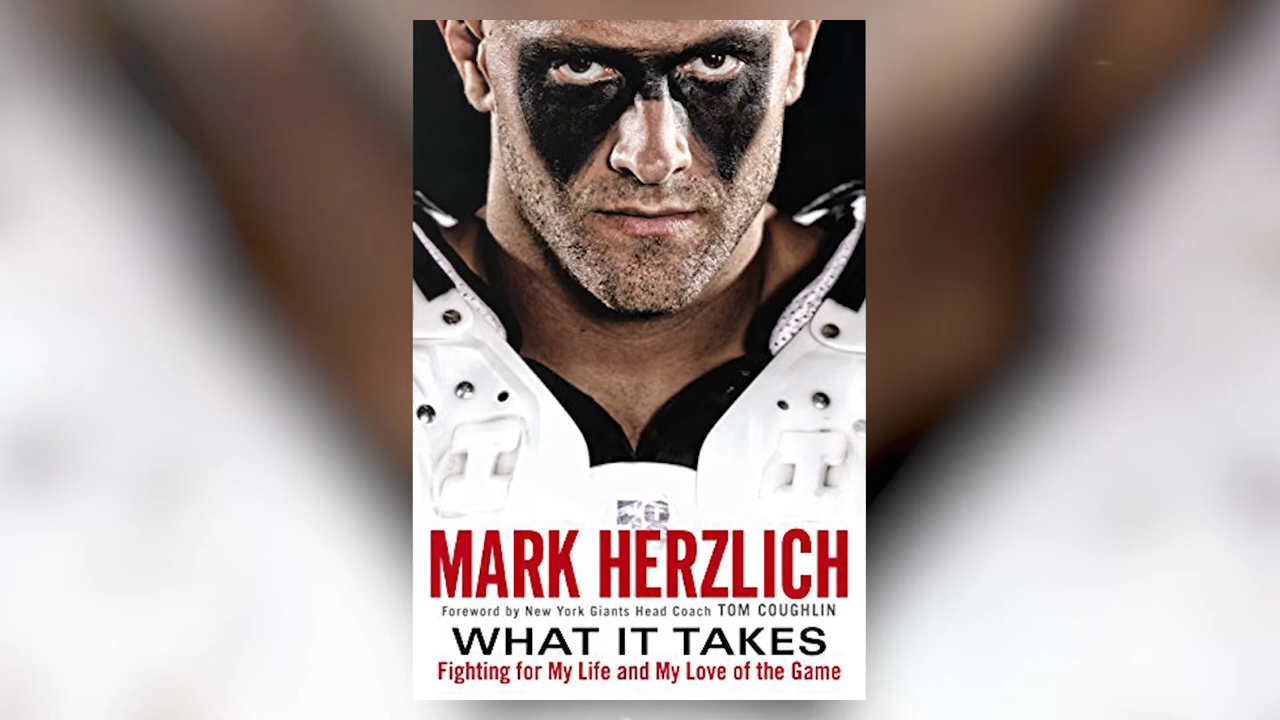 MARK HERZLICH
Foreword by New York Giants Head Coach TOM COUGHLIN
WHAT IT TAKES
Fighting for My Life and My Love of the Game